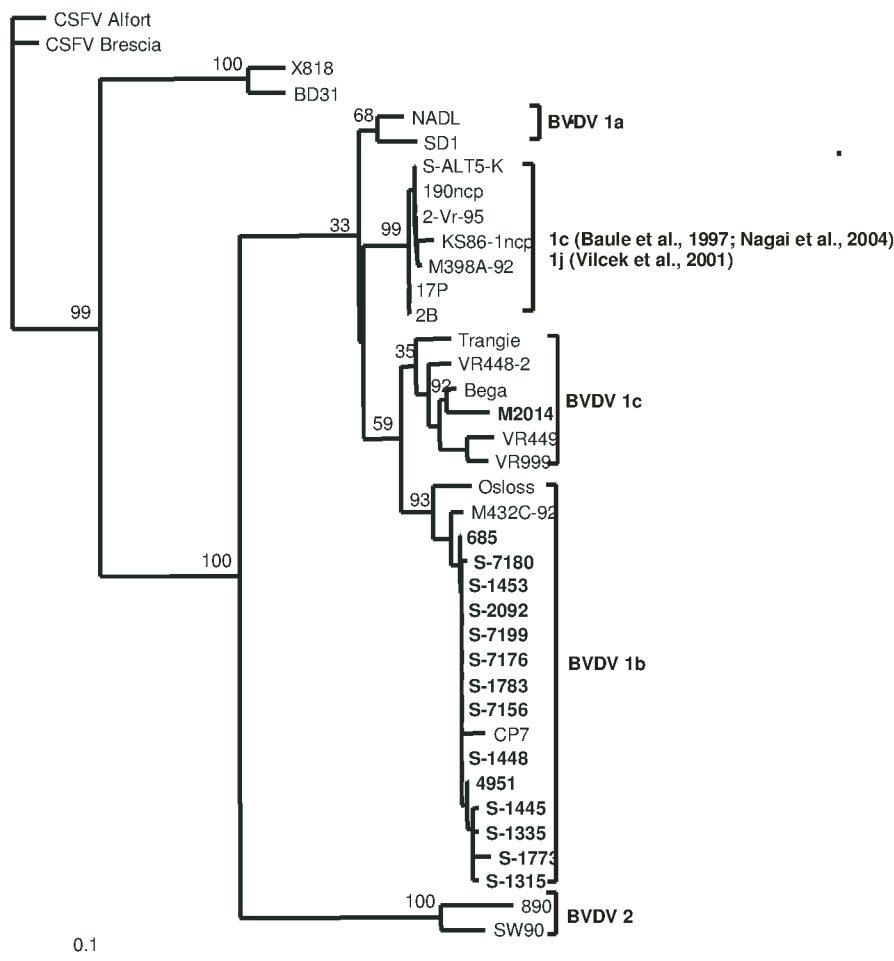 CSFV Alfort
CSFV Brescia
100
X818
BD31
68
NADL
SD1
BVDV 1a
S-ALT5-K
190ncp
2-Vr-95
33
99
KS86-1ncp
M398A-92
17P
2B
1c (Baule et al., 1997; Nagai et al., 2004)
1j (Vilcek et al., 2001)
99
Trangie
35
VR448-2
92
Bega
M2014
VR449
VR999
BVDV 1c
59
Osloss
93
M432C-92
685
S-7180
100
S-1453
S-2092
S-7199
S-7176
S-1783
S-7156
CP7
S-1448
4951
S-1445
S-1335
S-1773
S-1315
BVDV 1b
100
890
SW90
BVDV 2
0.1